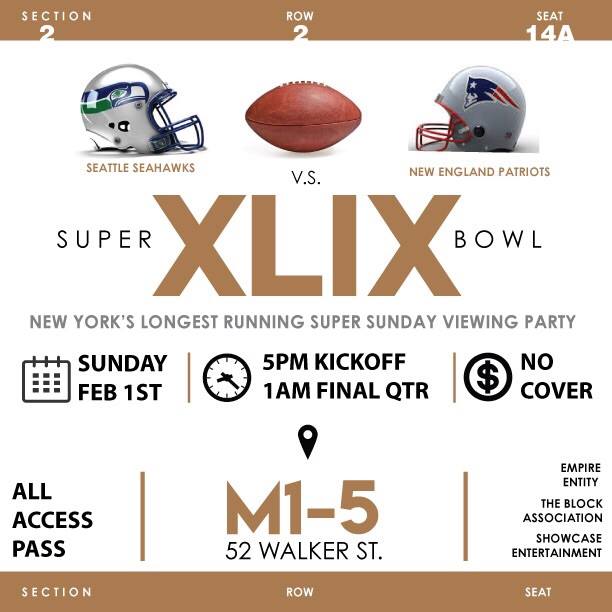 SECTION ROW SEAT
2 2 14A
SEATTLE SEAHAWKS
V.S.
NEW ENGLAND PATRIOTS
SUPER XLIX BOWL
NEW YORK'S LONGEST RUNNING SUPER SUNDAY VIEWING PARTY
SUNDAY
FEB 1ST
5PM KICKOFF
1AM FINAL QTR
NO
COVER
ALL
ACCESS
PASS
M1-5
52 WALKER ST.
EMPIRE
ENTITY
THE BLOCK
ASSOCIATION
SHOWCASE
ENTERTAINMENT
SECTION ROW SEAT